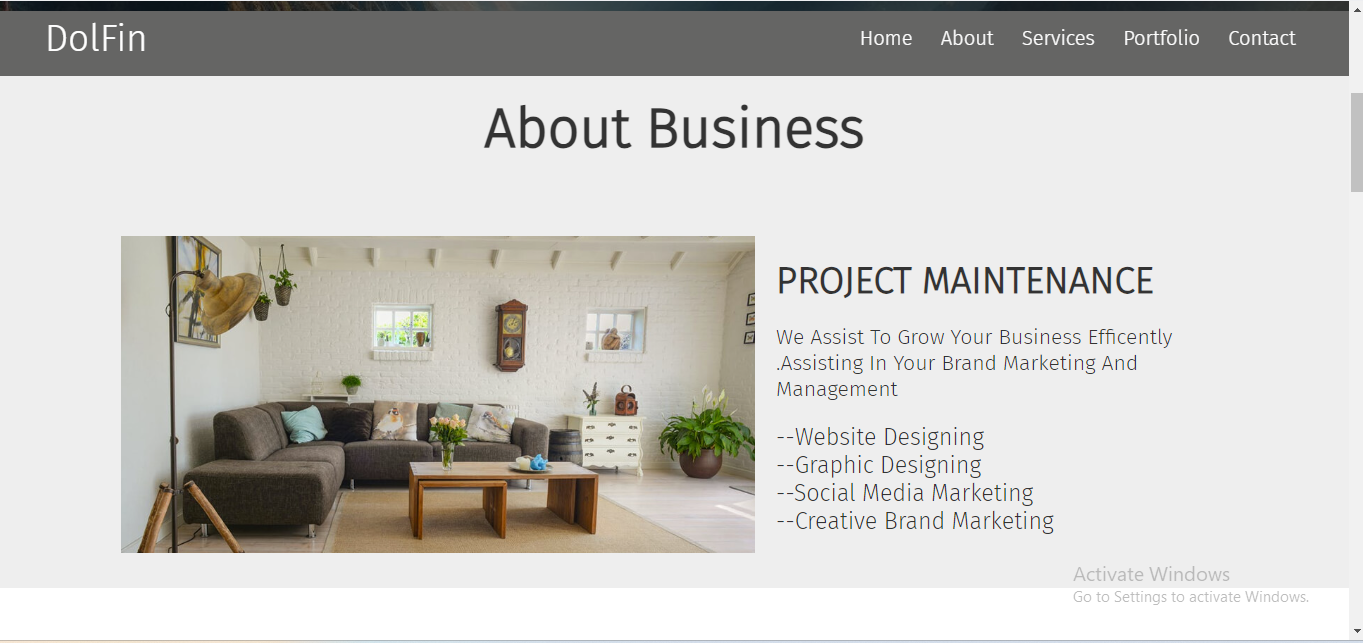 DolFin
Home About Services Portfolio Contact
About Business
PROJECT MAINTENANCE
We Assist To Grow Your Business Efficently
.Assisting In Your Brand Marketing And
Management
--Website Designing
--Graphic Designing
--Social Media Marketing
--Creative Brand Marketing
Activate Windows
Go to Settings to activate Windows.